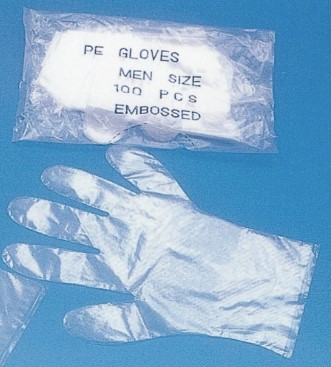 PE GLOVES
MEN SIZE
100 PCS
EMBOSSED